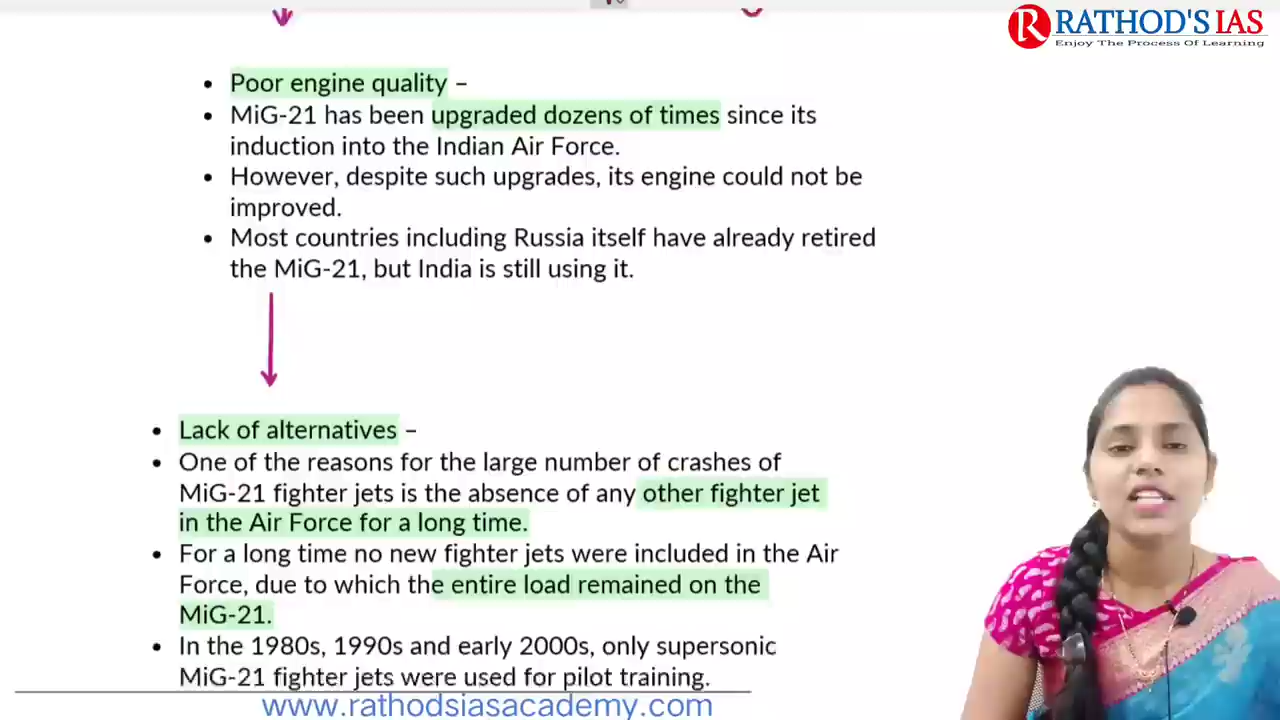 RATHOD'S IAS
Enjoy The Process Of Learning
• Poor engine quality –
• MiG-21 has been upgraded dozens of times since its
induction into the Indian Air Force.
• However, despite such upgrades, its engine could not be
improved.
• Most countries including Russia itself have already retired
the MiG-21, but India is still using it.
• Lack of alternatives –
• One of the reasons for the large number of crashes of
MiG-21 fighter jets is the absence of any other fighter jet
in the Air Force for a long time.
• For a long time no new fighter jets were included in the Air
Force, due to which the entire load remained on the
MiG-21.
• In the 1980s, 1990s and early 2000s, only supersonic
MiG-21 fighter jets were used for pilot training.
www.rathodsiasacademy.com